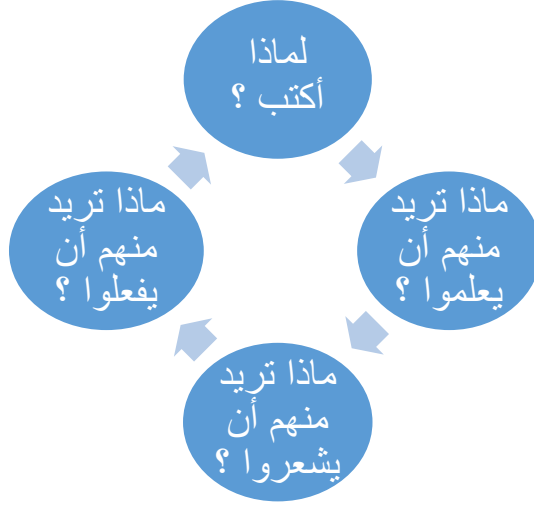 لماذا
أكتب ؟
ماذا تريد
منهم أن
يعلموا ؟
ماذا تريد
منهم أن
يشعروا ؟
ماذا تريد
منهم أن
يفعلوا ؟